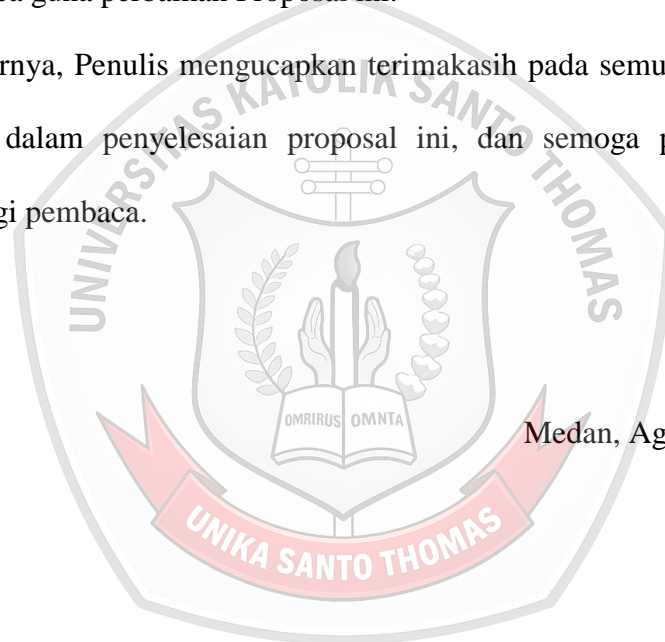 guna perbaikan Proposal ini.
rnya, Penulis mengucapkan terimakasih pada semu
dalam penyelesaian proposal ini, dan semoga p
gi pembaca.
Medan, Ag
UNIVERSITAS KATOLIK SANTO THOMAS
OMRIRUS OMNTA
UNIKA SANTO THOMAS